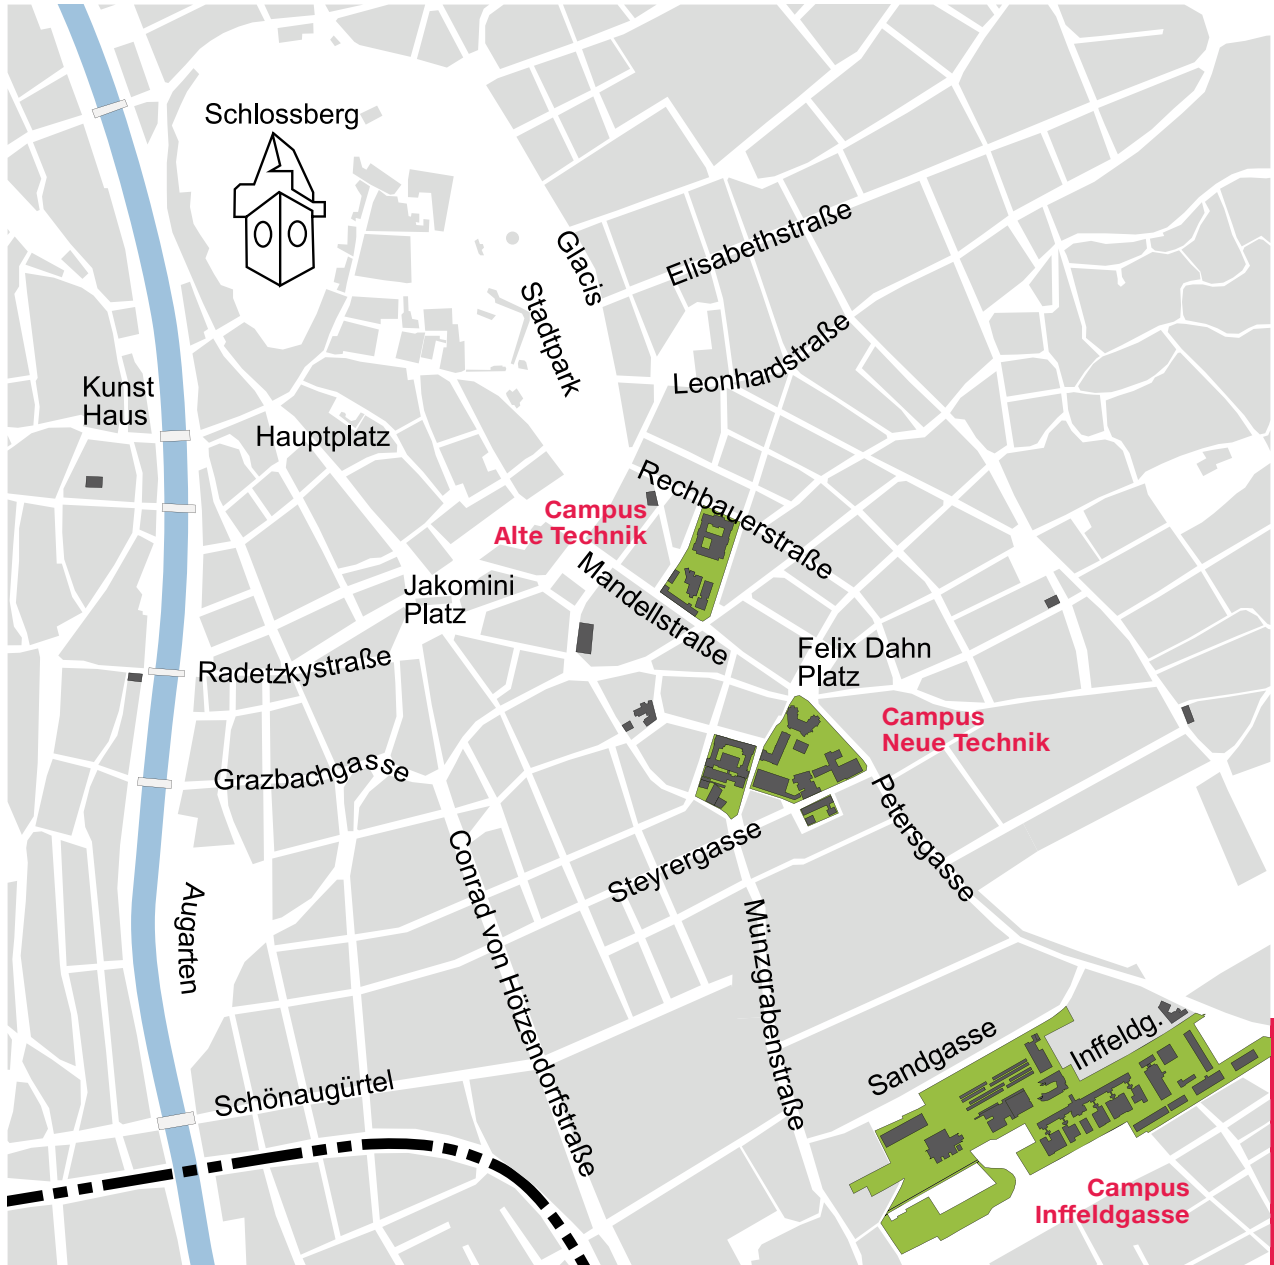 Schlossberg
Elisabethstraße
Glacis
Stadtpark
Leonhardstraße
Kunst
Haus
Hauptplatz
Rechbauerstraße
Campus
Alte Technik
Mandellstraße
Jakomini
Platz
Felix Dahn
Platz
Radetzkystraße
Campus
Neue Technik
Grazbachgasse
Petersgasse
Steyrergasse
Conrad von Hötzendorfstraße
Augarten
Münzgrabenstraße
Sandgasse
Inffeldg.
Schönaugürtel
Campus
Inffeldgasse